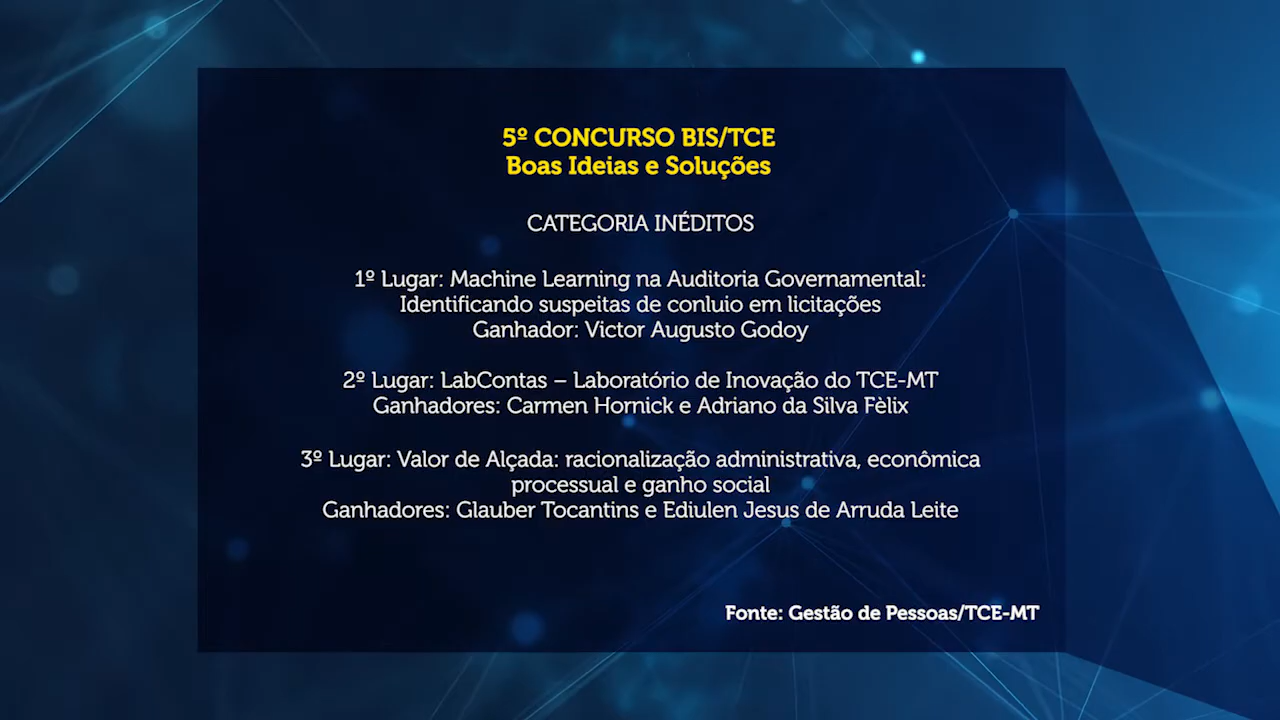 5º CONCURSO BIS/TCE
Boas Ideias e Soluções
CATEGORIA INÉDITOS
1º Lugar: Machine Learning na Auditoria Governamental:
Identificando suspeitas de conluio em licitações
Ganhador: Victor Augusto Godoy
2º Lugar: LabContas – Laboratório de Inovação do TCE-MT
Ganhadores: Carmen Hornick e Adriano da Silva Fèlix
3º Lugar: Valor de Alçada: racionalização administrativa, econômica
processual e ganho social
Ganhadores: Glauber Tocantins e Ediulen Jesus de Arruda Leite
Fonte: Gestão de Pessoas/TCE-MT